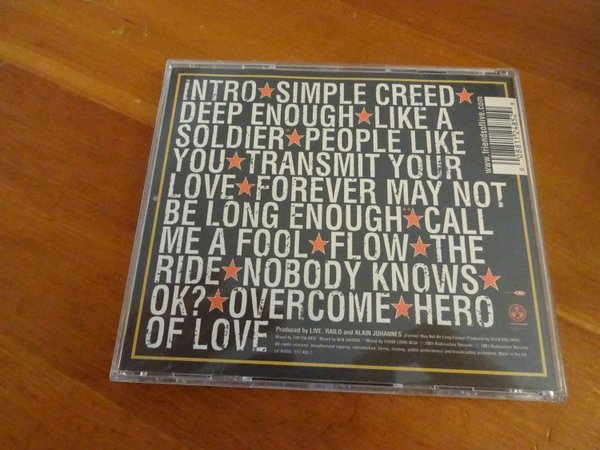 INTRO★SIMPLE CREED★
DEEP ENOUGH★LIKE A
SOLDIER★PEOPLE LIKE
YOU★TRANSMIT YOUR
LOVE★FOREVER MAY NOT
BE LONG ENOUGH★CALL
ME A FOOL★FLOW★THE
RIDE★NOBODY KNOWS★
OK?★OVERCOME★HERO
OF LOVE
Produced by LIVE, RAILO and ALAIN JOHANNES
www.friendsoflive.com